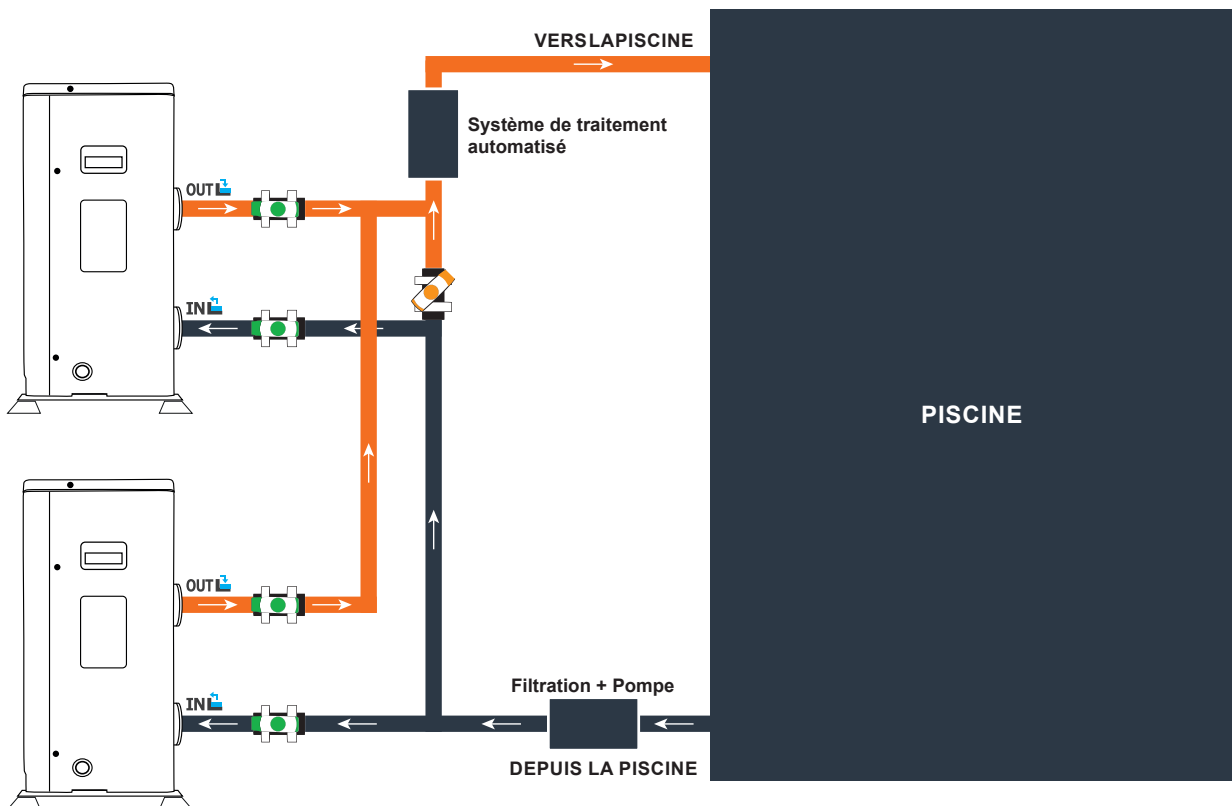 VERSLAPISCINE
Système de traitement
automatisé
OUT
IN
PISCINE
OUT
IN
Filtration + Pompe
DEPUIS LA PISCINE